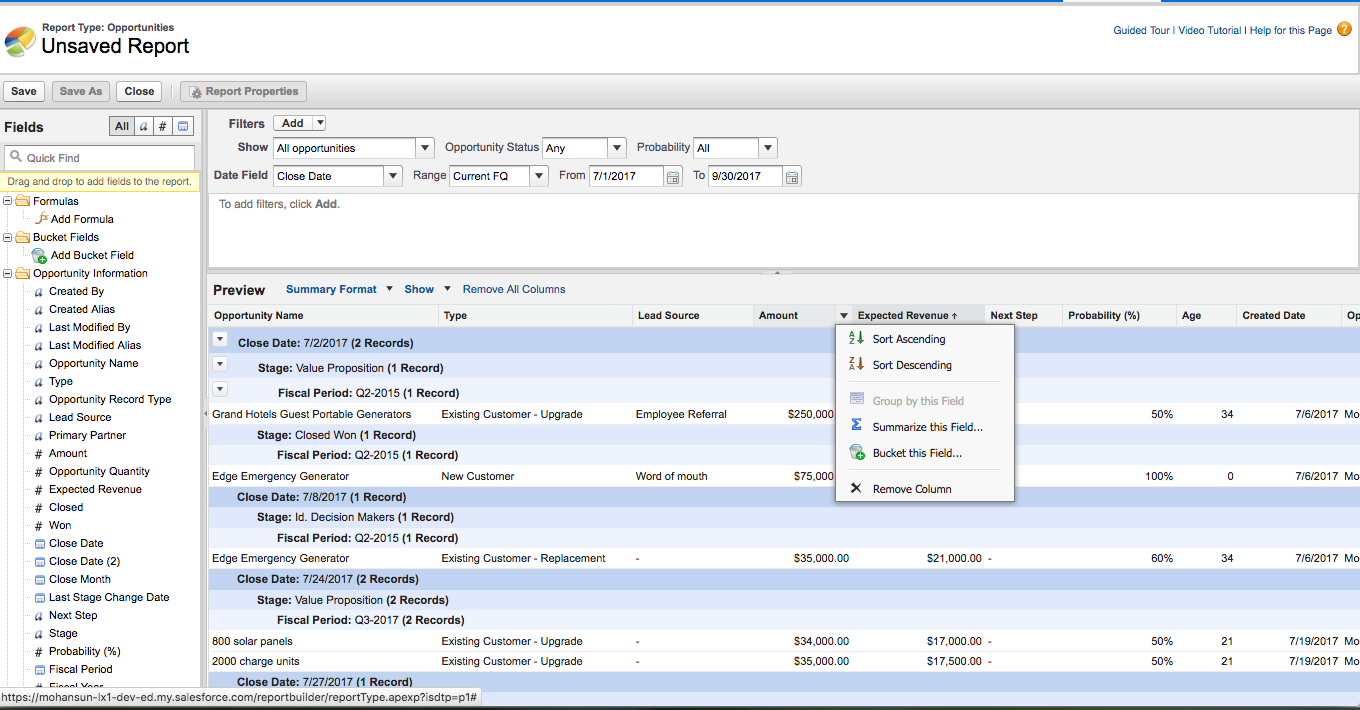 Report Type: Opportunities
Unsaved Report
Guided Tour | Video Tutorial | Help for this Page ?
Save Save As Close Report Properties
Fields All a #
Quick Find
Drag and drop to add fields to the report.
Formulas
fx Add Formula
Bucket Fields
Add Bucket Field
Opportunity Information
a Created By
a Created Alias
a Last Modified By
a Last Modified Alias
a Opportunity Name
a Type
a Opportunity Record Type
a Lead Source
a Primary Partner
# Amount
# Opportunity Quantity
# Expected Revenue
# Closed
# Won
Close Date
Close Date (2)
Close Month
Last Stage Change Date
a Next Step
a Stage
# Probability (%)
Fiscal Period
# Fiscal Year
https://mohansun-lx1-dev-ed.my.salesforce.com/reportbuilder/reportType.apexp?isdtp=p1#
Filters Add
Show All opportunities Opportunity Status Any Probability All
Date Field Close Date Range Current FQ From 7/1/2017 To 9/30/2017
To add filters, click Add.
Preview Summary Format Show Remove All Columns
Opportunity Name Type Lead Source Amount Expected Revenue ↑ Next Step Probability (%) Age Created Date Op
Close Date: 7/2/2017 (2 Records)
Stage: Value Proposition (1 Record)
Fiscal Period: Q2-2015 (1 Record)
Grand Hotels Guest Portable Generators Existing Customer - Upgrade Employee Referral $250,000 50% 34 7/6/2017 Mo
Stage: Closed Won (1 Record)
Fiscal Period: Q2-2015 (1 Record)
Edge Emergency Generator New Customer Word of mouth $75,000 100% 0 7/6/2017 Mo
Close Date: 7/8/2017 (1 Record)
Stage: Id. Decision Makers (1 Record)
Fiscal Period: Q2-2015 (1 Record)
Edge Emergency Generator Existing Customer - Replacement - $35,000.00 $21,000.00 - 60% 34 7/6/2017 Mo
Close Date: 7/24/2017 (2 Records)
Stage: Value Proposition (2 Records)
Fiscal Period: Q3-2017 (2 Records)
800 solar panels Existing Customer - Upgrade - $34,000.00 $17,000.00 - 50% 21 7/19/2017 Mo
2000 charge units Existing Customer - Upgrade - $35,000.00 $17,500.00 - 50% 21 7/19/2017 Mo
Close Date: 7/27/2017 (1 Record)
A Z Sort Ascending
Z A Sort Descending
Group by this Field
Σ Summarize this Field...
Bucket this Field...
Remove Column